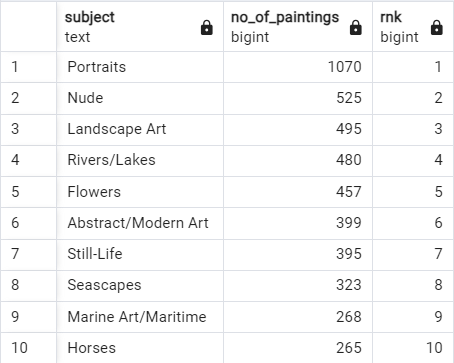 subject no_of_paintings rnk
text bigint bigint
1 Portraits 1070 1
2 Nude 525 2
3 Landscape Art 495 3
4 Rivers/Lakes 480 4
5 Flowers 457 5
6 Abstract/Modern Art 399 6
7 Still-Life 395 7
8 Seascapes 323 8
9 Marine Art/Maritime 268 9
10 Horses 265 10